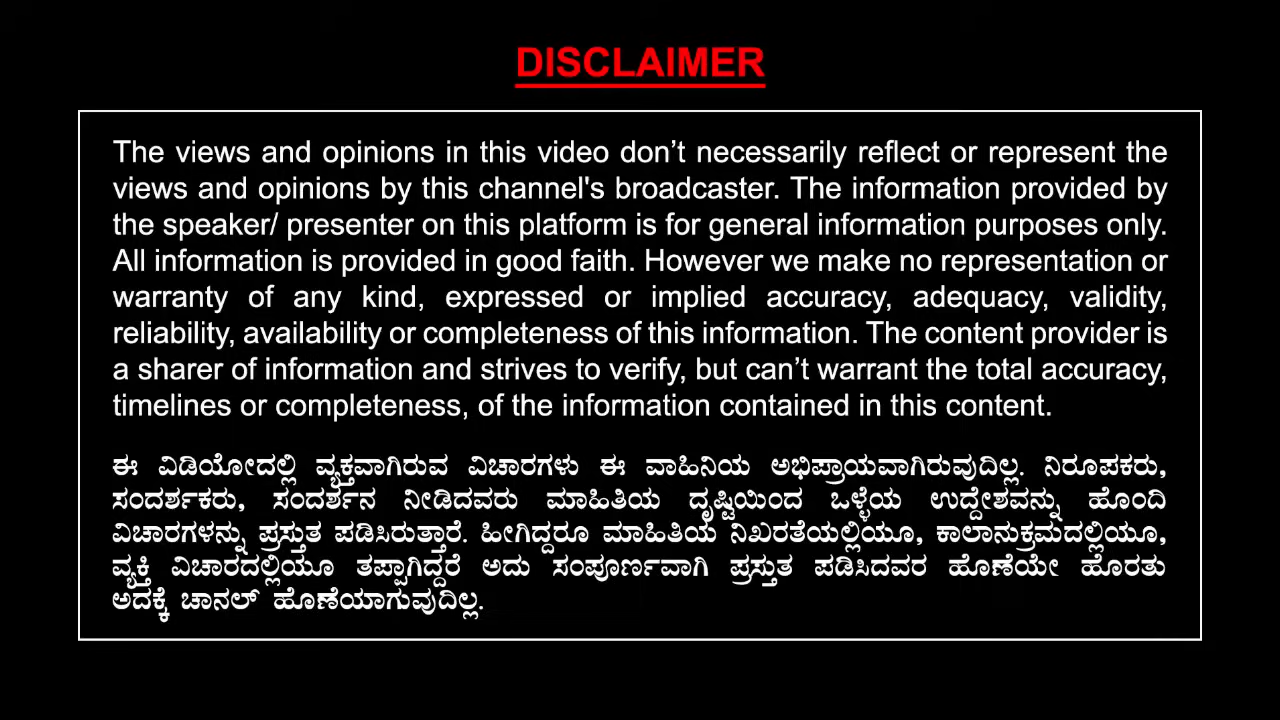 DISCLAIMER
The views and opinions in this video don’t necessarily reflect or represent the
views and opinions by this channel's broadcaster. The information provided by
the speaker/ presenter on this platform is for general information purposes only.
All information is provided in good faith. However we make no representation or
warranty of any kind, expressed or implied accuracy, adequacy, validity,
reliability, availability or completeness of this information. The content provider is
a sharer of information and strives to verify, but can’t warrant the total accuracy,
timelines or completeness, of the information contained in this content.
ಈ ವಿಡಿಯೋದಲ್ಲಿ ವ್ಯಕ್ತವಾಗಿರುವ ವಿಚಾರಗಳು ಈ ವಾಹಿನಿಯ ಅಭಿಪ್ರಾಯವಾಗಿರುವುದಿಲ್ಲ. ನಿರೂಪಕರು,
ಸಂದರ್ಶಕರು, ಸಂದರ್ಶನ ನೀಡಿದವರು ಮಾಹಿತಿಯ ದೃಷ್ಟಿಯಿಂದ ಒಳ್ಳೆಯ ಉದ್ದೇಶವನ್ನು ಹೊಂದಿ
ವಿಚಾರಗಳನ್ನು ಪ್ರಸ್ತುತ ಪಡಿಸಿರುತ್ತಾರೆ. ಹೀಗಿದ್ದರೂ ಮಾಹಿತಿಯ ನಿಖರತೆಯಲ್ಲಿಯೂ, ಕಾಲಾನುಕ್ರಮದಲ್ಲಿಯೂ,
ವ್ಯಕ್ತಿ ವಿಚಾರದಲ್ಲಿಯೂ ತಪ್ಪಾಗಿದ್ದರೆ ಅದು ಸಂಪೂರ್ಣವಾಗಿ ಪ್ರಸ್ತುತ ಪಡಿಸಿದವರ ಹೊಣೆಯೇ ಹೊರತು
ಅದಕ್ಕೆ ಚಾನಲ್ ಹೊಣೆಯಾಗುವುದಿಲ್ಲ.